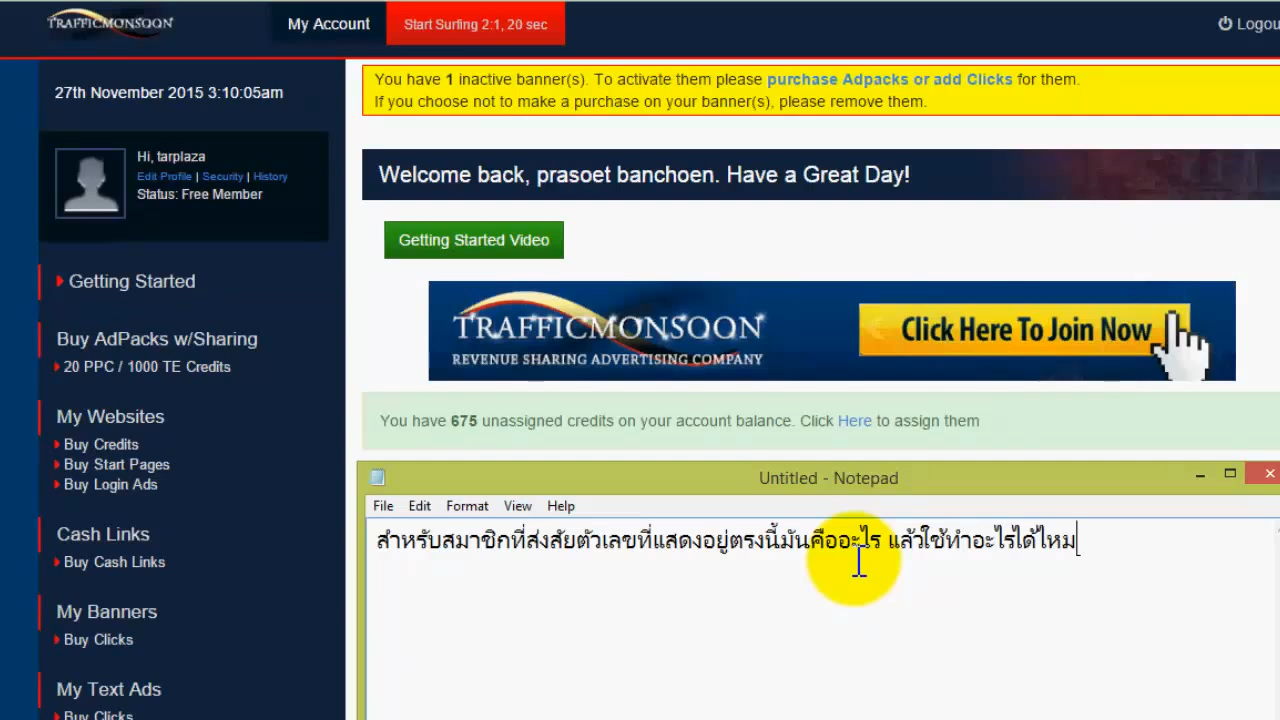 TRAFFICMONSOON
My Account
Start Surfing 2:1, 20 sec
Logou
27th November 2015 3:10:05am
Hi, tarplaza
Edit Profile | Security | History
Status: Free Member
Getting Started
Buy AdPacks w/Sharing
20 PPC / 1000 TE Credits
My Websites
Buy Credits
Buy Start Pages
Buy Login Ads
Cash Links
Buy Cash Links
My Banners
Buy Clicks
My Text Ads
Buy Clicks
You have 1 inactive banner(s). To activate them please purchase Adpacks or add Clicks for them.
If you choose not to make a purchase on your banner(s), please remove them.
Welcome back, prasoet banchoen. Have a Great Day!
Getting Started Video
TRAFFICMONSOON
REVENUE SHARING ADVERTISING COMPANY
Click Here To Join Now
You have 675 unassigned credits on your account balance. Click Here to assign them
Untitled - Notepad
File Edit Format View Help
สำหรับสมาชิกที่ส่งสัยตัวเลขที่แสดงอยู่ตรงนี้มันคืออะไร แล้วใช้ทำอะไรได้ไหม